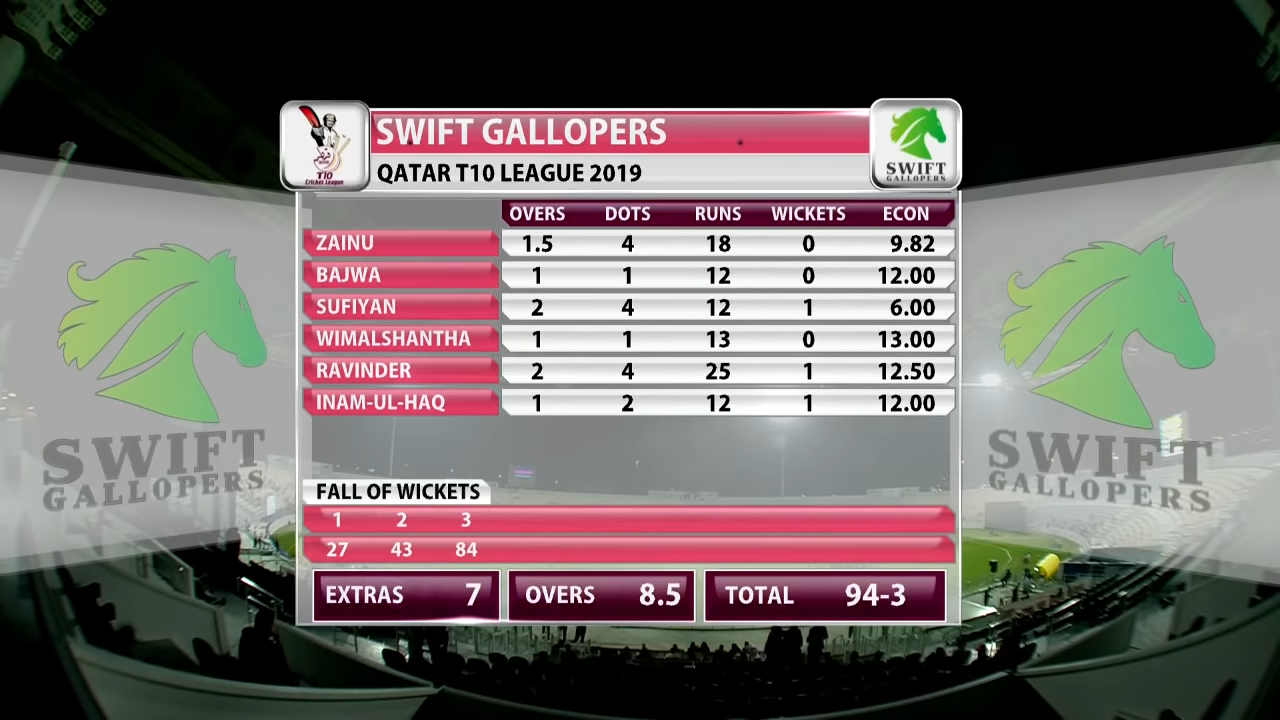 SWIFT GALLOPERS
QATAR T10 LEAGUE 2019
T10
Cricket League
SWIFT
GALLOPERS
OVERS DOTS RUNS WICKETS ECON
ZAINU 1.5 4 18 0 9.82
BAJWA 1 1 12 0 12.00
SUFIYAN 2 4 12 1 6.00
WIMALSHANTHA 1 1 13 0 13.00
RAVINDER 2 4 25 1 12.50
INAM-UL-HAQ 1 2 12 1 12.00
FALL OF WICKETS
1 2 3
27 43 84
EXTRAS 7 OVERS 8.5 TOTAL 94-3
SWIFT
GALLOPERS
SWIFT
GALLOPERS